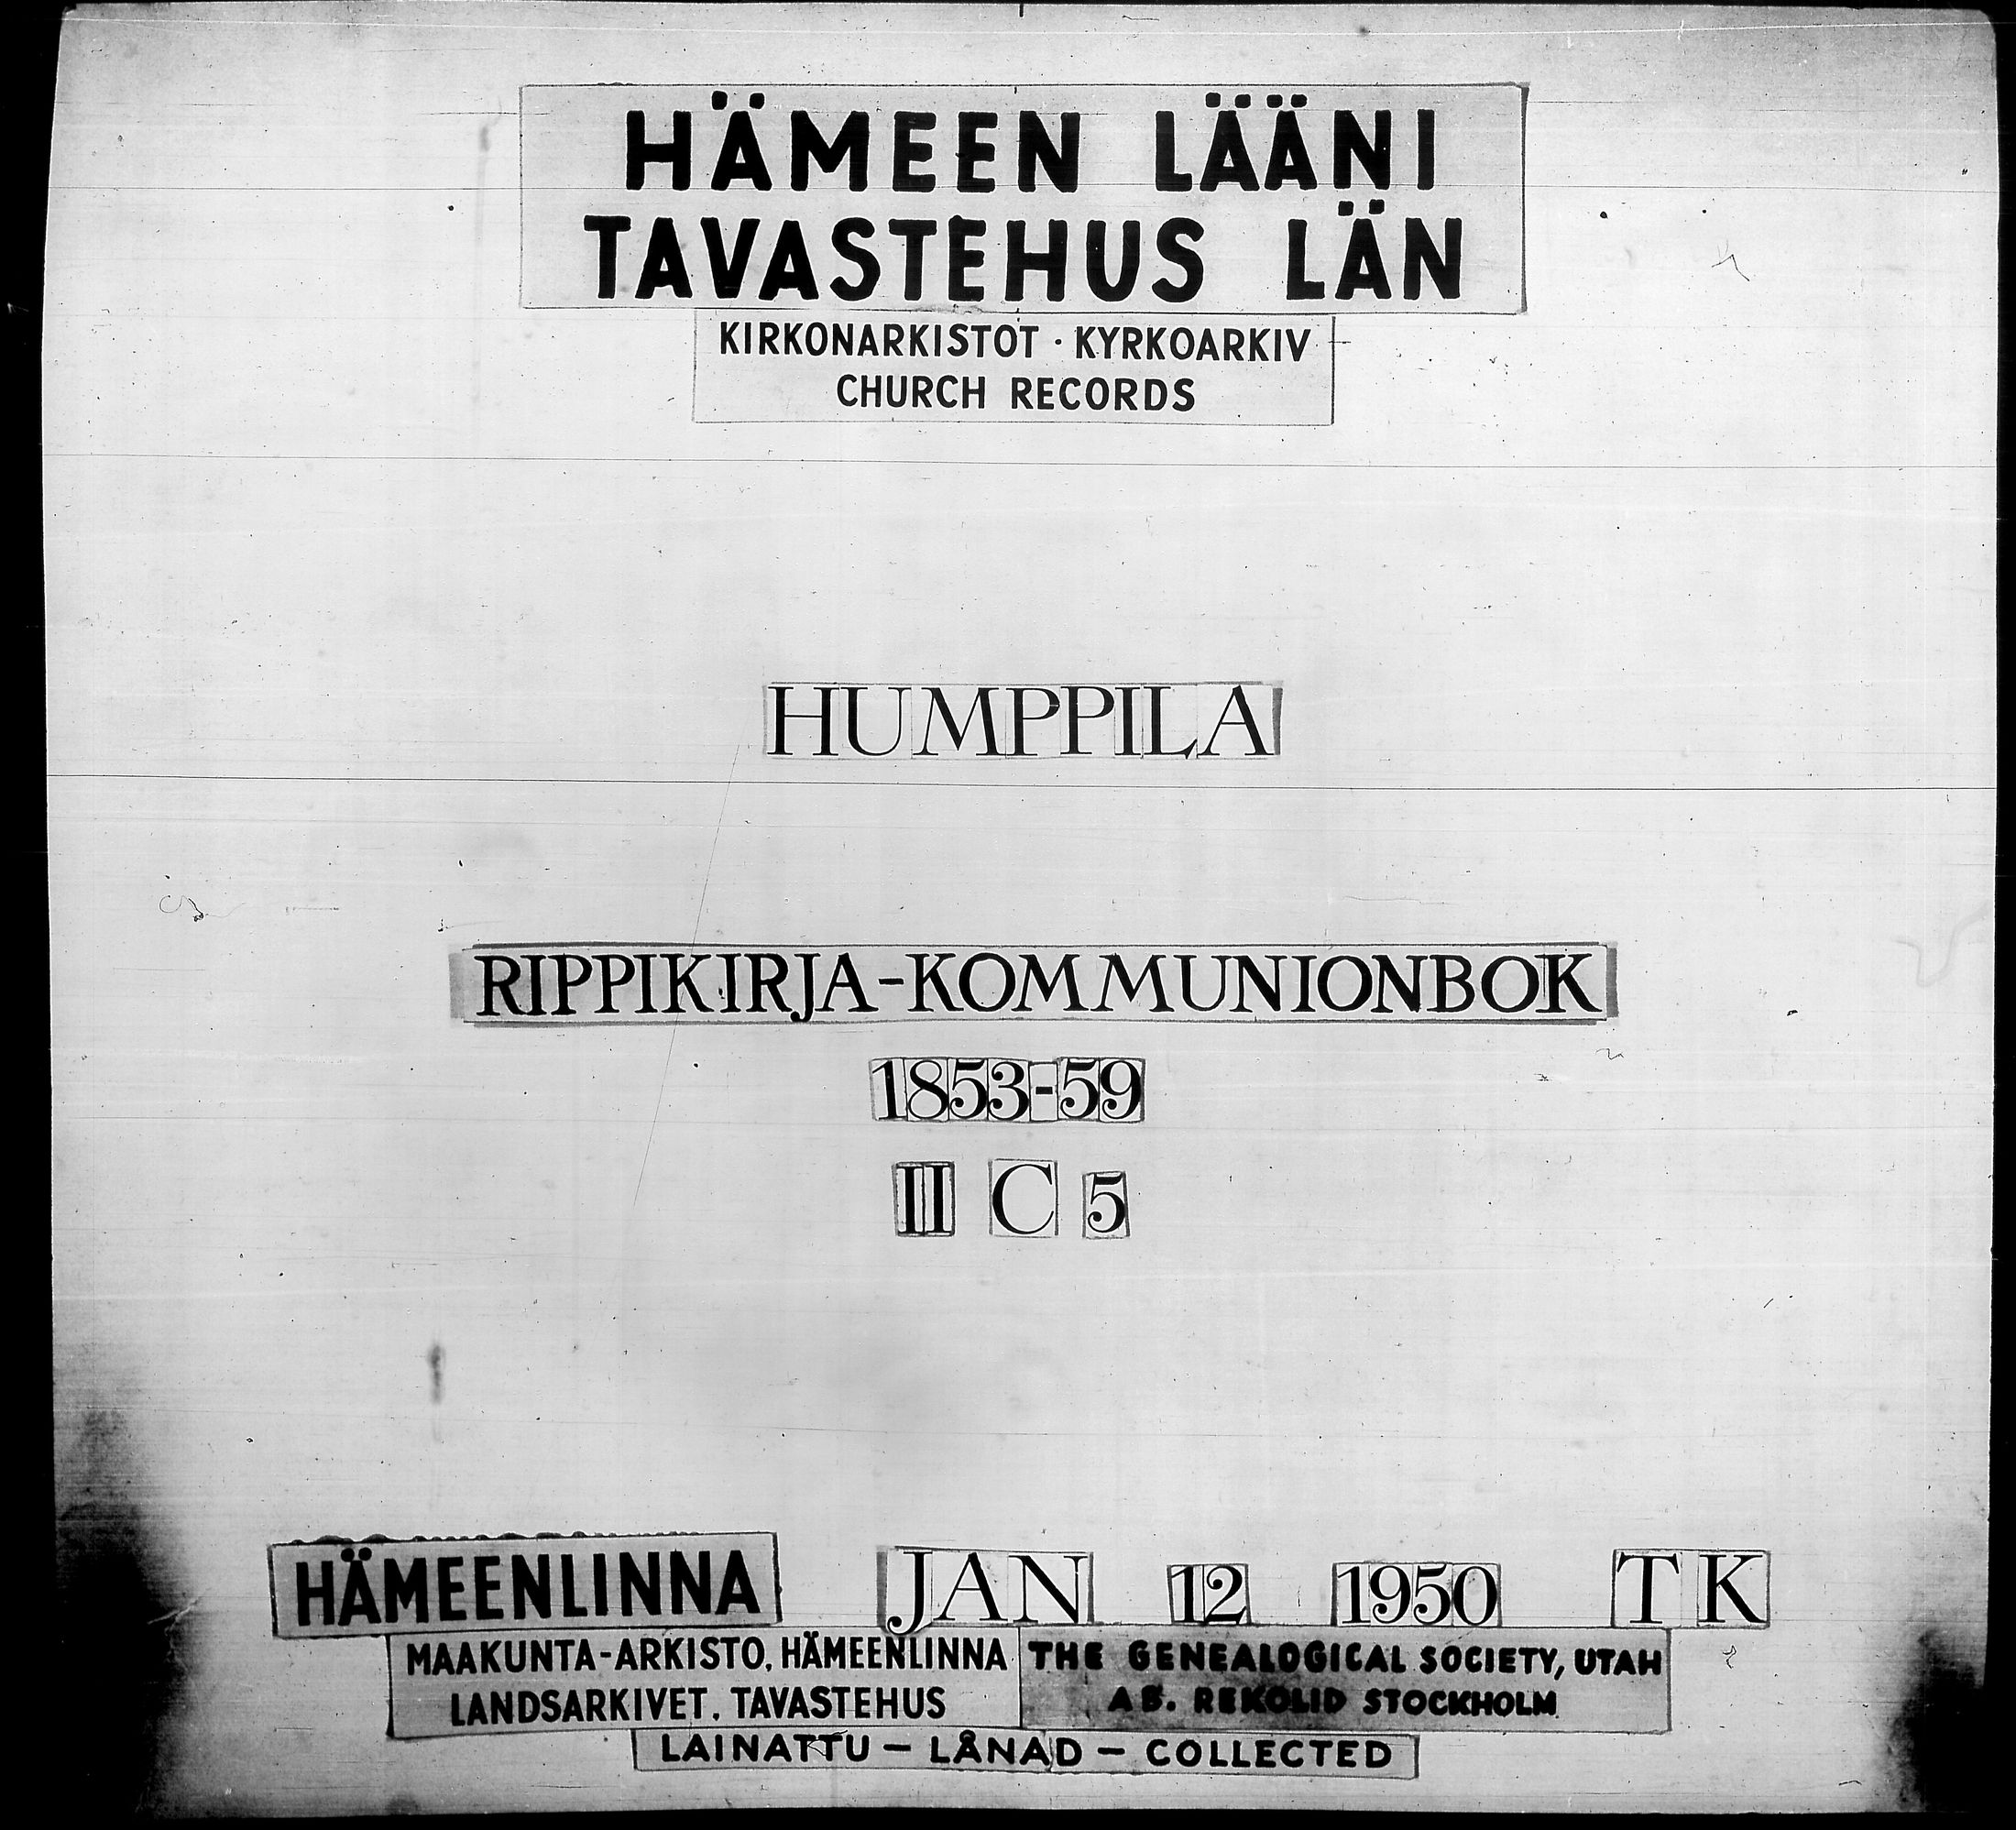 HÄMEEN LÄÄNI
TAVASTEHUS LÄN
KIRKONARKISTOT · KYRKOARKIV
CHURCH RECORDS
HUMPPILA
RIPPIKIRJA-KOMMUNIONBOK
1853-59
II C 5
HÄMEENLINNA JAN 12 1950 TK
MAAKUNTA-ARKISTO, HÄMEENLINNA
LANDSARKIVET, TAVASTEHUS
THE GENEALOGICAL SOCIETY, UTAH
AB. REKOLID STOCKHOLM
LAINATTU — LÅNAD — COLLECTED